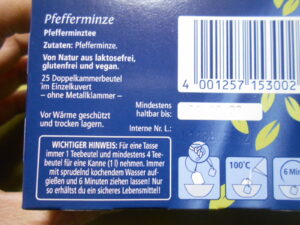 Pfefferminze
Pfefferminztee
Zutaten: Pfefferminze.
Von Natur aus laktosefrei,
glutenfrei und vegan.
25 Doppelkammerbeutel
im Einzelkuvert
– ohne Metallklammer –
Vor Wärme geschützt
und trocken lagern.
4 001257 153002
Mindestens
haltbar bis:
Interne Nr. L.:
WICHTIGER HINWEIS: Für eine Tasse
immer 1 Teebeutel und mindestens 4 Tee-
beutel für eine Kanne (1l) nehmen. Immer
mit sprudelnd kochendem Wasser auf-
gießen und 6 Minuten ziehen lassen! Nur
so erhältst du ein sicheres Lebensmittel!
100°C
6 Min